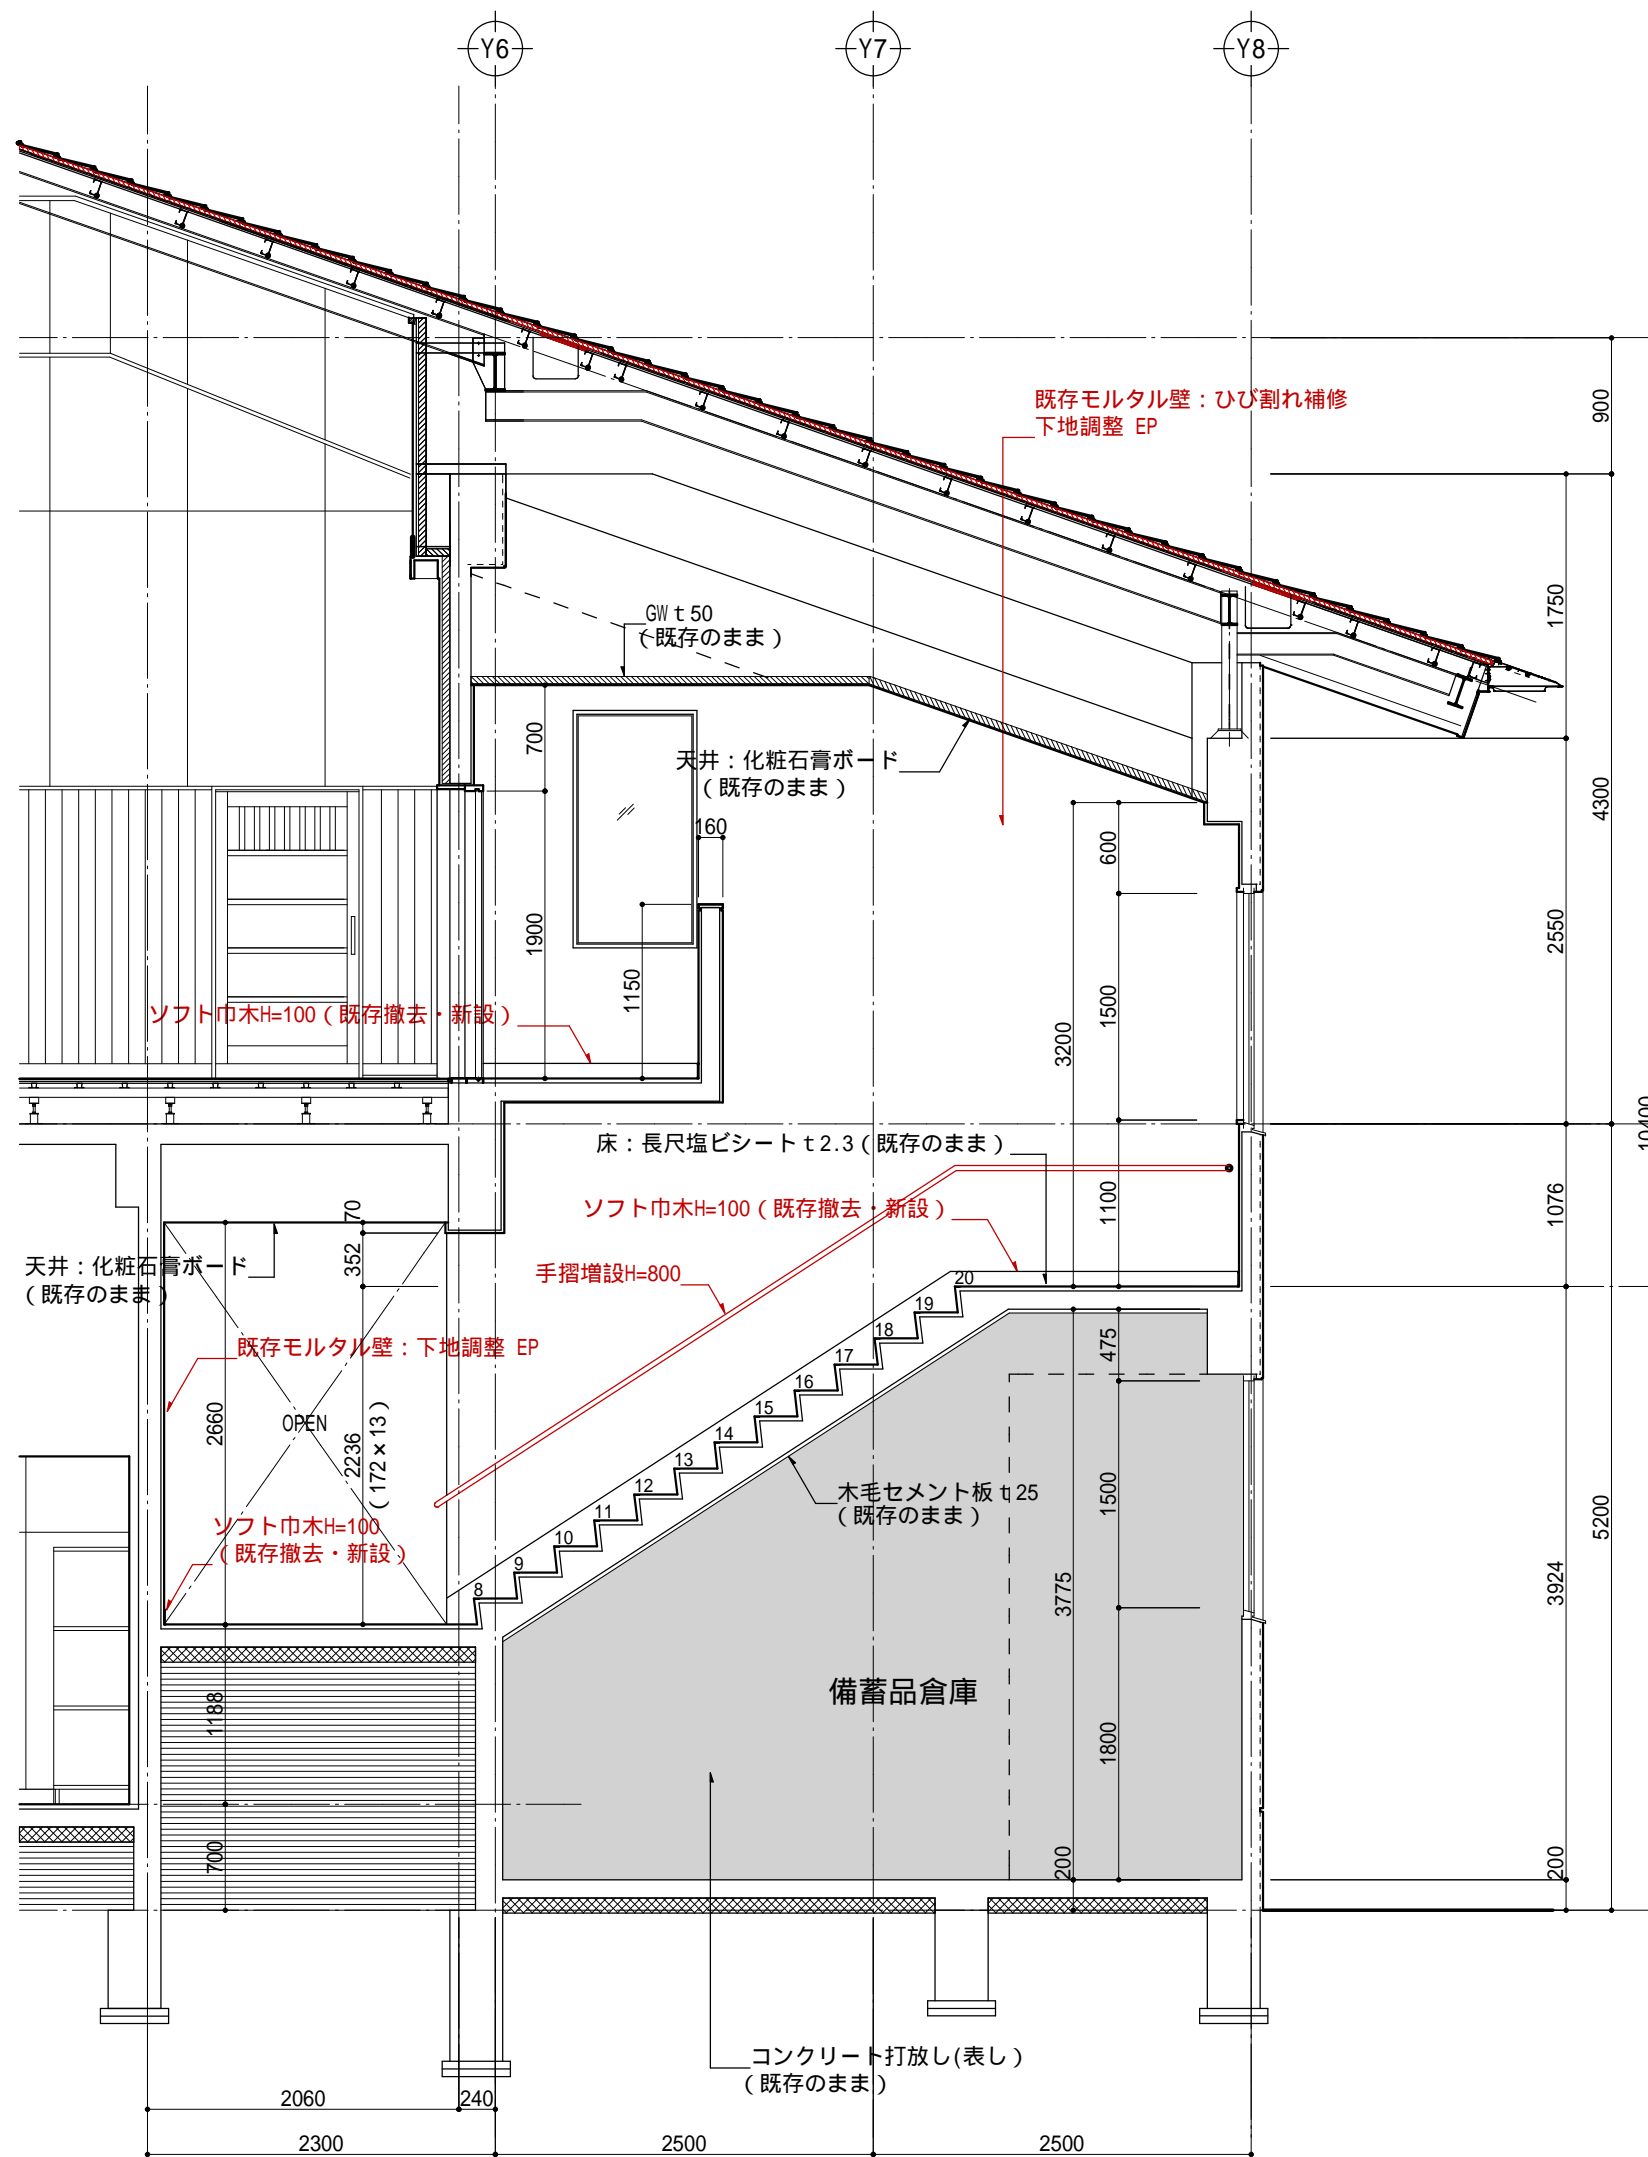 Y6
Y7
Y8
既存モルタル壁：ひび割れ補修
下地調整 EP
900
1750
4300
GWｔ50
（既存のまま）
700
天井：化粧石膏ボード
（既存のまま）
160
600
1900
1150
1500
3200
2550
ソフト巾木H=100（既存撤去・新設）
10400
床：長尺塩ビシートｔ2.3（既存のまま）
70
352
1100
1076
ソフト巾木H=100（既存撤去・新設）
天井：化粧石膏ボード
（既存のまま）
手摺増設H=800
20
19
18
17
16
15
14
13
12
11
10
9
8
475
既存モルタル壁：下地調整 EP
2660
OPEN
2236
（172×13）
木毛セメント板ｔ25
（既存のまま）
1500
5200
ソフト巾木H=100
（既存撤去・新設）
3775
3924
備蓄品倉庫
1188
1800
700
200
200
コンクリート打放し(表し）
（既存のまま）
2060
240
2300
2500
2500